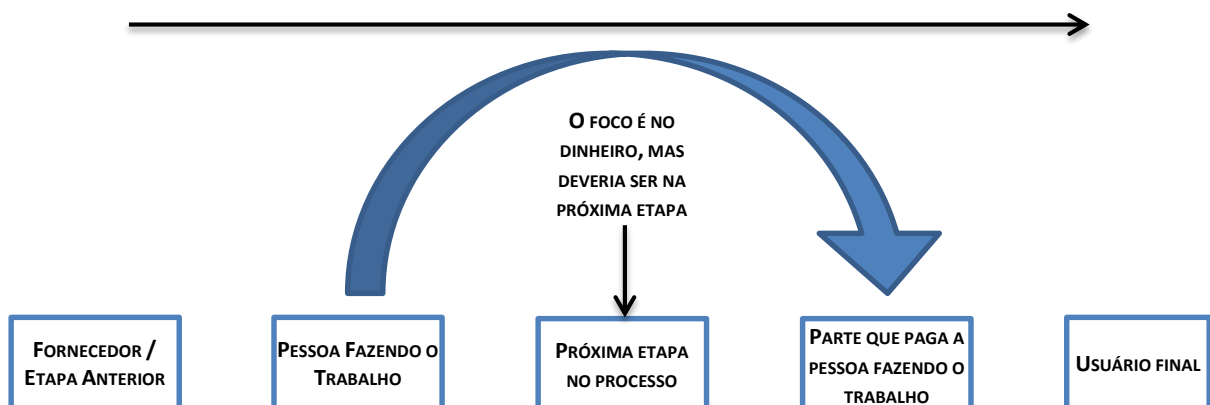 O FOCO É NO
DINHEIRO, MAS
DEVERIA SER NA
PRÓXIMA ETAPA
FORNECEDOR /
ETAPA ANTERIOR
PESSOA FAZENDO O
TRABALHO
PRÓXIMA ETAPA
NO PROCESSO
PARTE QUE PAGA A
PESSOA FAZENDO O
TRABALHO
USUÁRIO FINAL